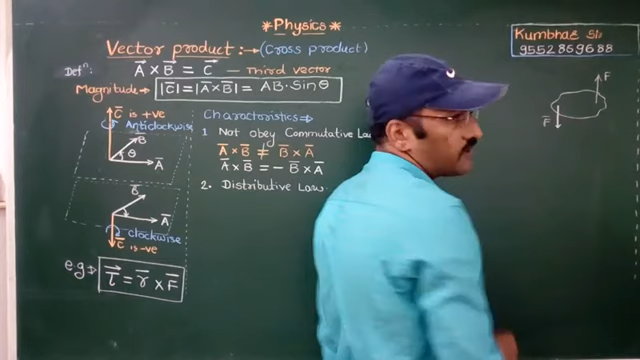 *Physics*
Vector product :→ (Cross product)
Kumbhar Sir
9552869688
Defⁿ: A⃗ × B⃗ = C⃗ — Third vector
Magnitude → |C̄| = |Ā×B̄| = AB·Sinθ
C̄ is +ve
Anticlockwise
B̄
θ
Ā
B̄
Ā
clockwise
C̄ is -ve
e.g.⇒ τ⃗ = r̄ × F̄
Characteristics →
1 Not obey Commutative Law
Ā × B̄ ≠ B̄ × Ā
Ā × B̄ = - B̄ × Ā
2. Distributive Law.
F̄
F̄